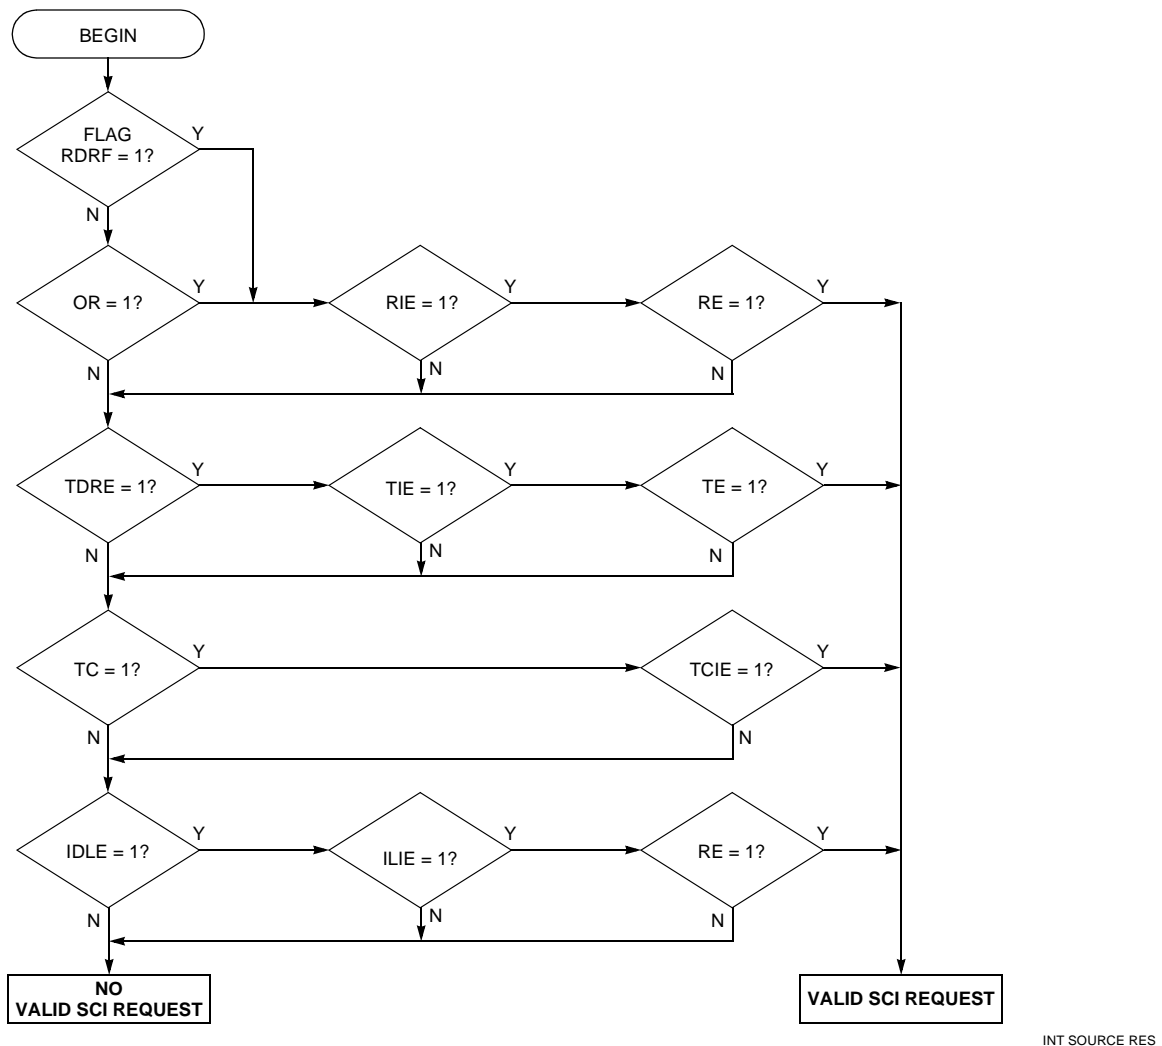 BEGIN
FLAG
RDRF = 1?
Y
N
OR = 1?
Y
RIE = 1?
Y
RE = 1?
Y
N
N
N
TDRE = 1?
Y
TIE = 1?
Y
TE = 1?
Y
N
N
N
TC = 1?
Y
TCIE = 1?
Y
N
N
IDLE = 1?
Y
ILIE = 1?
Y
RE = 1?
Y
N
N
N
NO
VALID SCI REQUEST
VALID SCI REQUEST
INT SOURCE RES